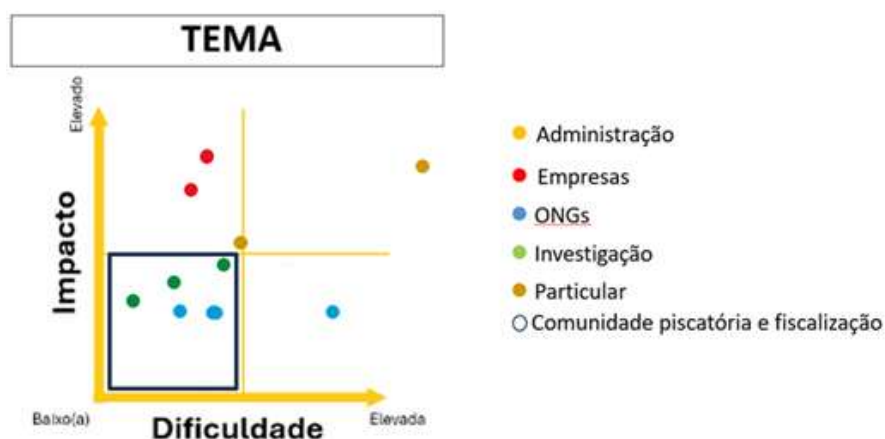 TEMA
Elevado
Impacto
Baixo(a)
Dificuldade
Elevada
Administração
Empresas
ONGs
Investigação
Particular
Comunidade piscatória e fiscalização